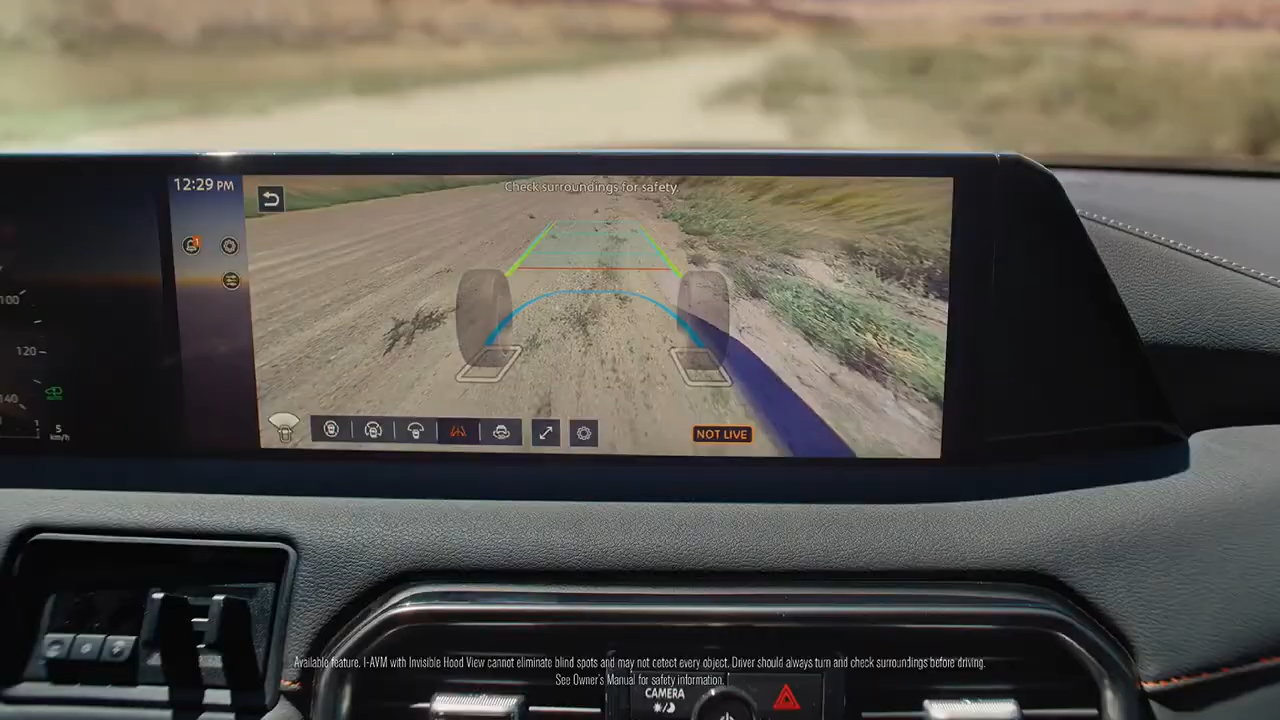 12:29 PM
Check surroundings for safety.
1
100
120
140
AUTO
5
km/h
NOT LIVE
Available feature. I-AVM with Invisible Hood View cannot eliminate blind spots and may not detect every object. Driver should always turn and check surroundings before driving.
See Owner's Manual for safety information.
CAMERA